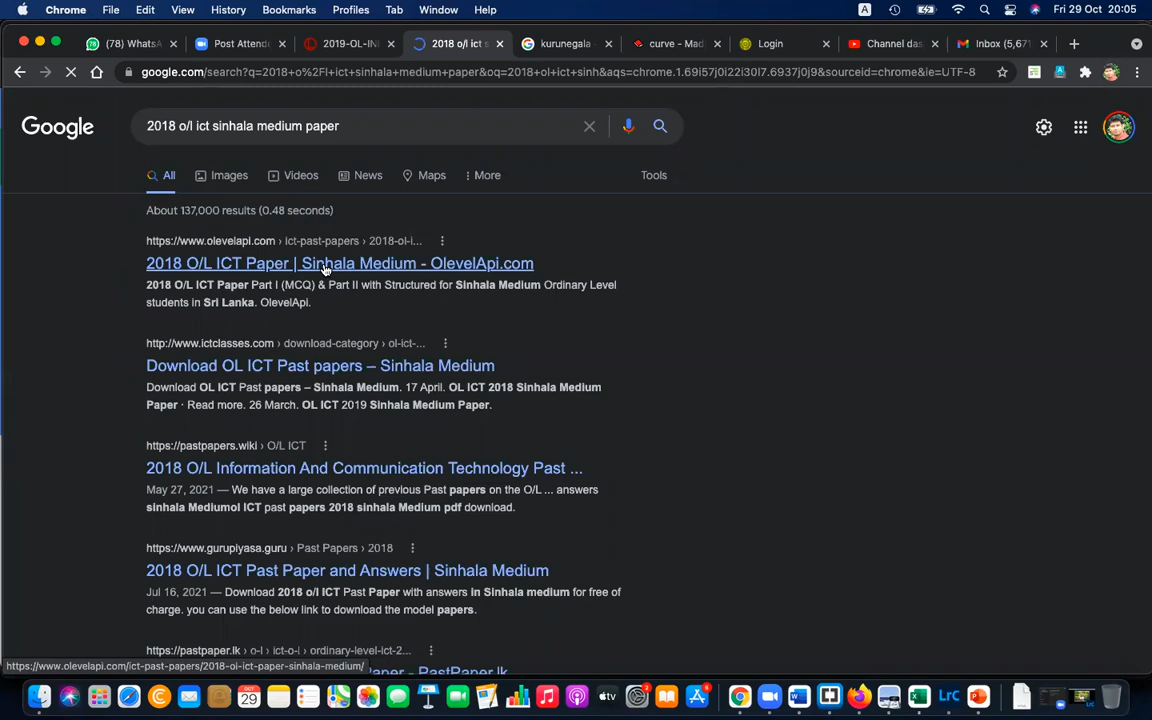 Chrome File Edit View History Bookmarks Profiles Tab Window Help A Fri 29 Oct 20:05
(78) WhatsA Post Attende 2019-OL-IN 2018 o/l ict s kurunegala - curve - Mad Login Channel das Inbox (5,671
google.com/search?q=2018+o%2Fl+ict+sinhala+medium+paper&oq=2018+ol+ict+sinh&aqs=chrome.1.69i57j0i22i30l7.6937j0j9&sourceid=chrome&ie=UTF-8
Google 2018 o/l ict sinhala medium paper
All Images Videos News Maps More Tools
About 137,000 results (0.48 seconds)
https://www.olevelapi.com › ict-past-papers › 2018-ol-i...
2018 O/L ICT Paper | Sinhala Medium - OlevelApi.com
2018 O/L ICT Paper Part I (MCQ) & Part II with Structured for Sinhala Medium Ordinary Level
students in Sri Lanka. OlevelApi.
http://www.ictclasses.com › download-category › ol-ict-...
Download OL ICT Past papers – Sinhala Medium
Download OL ICT Past papers – Sinhala Medium. 17 April. OL ICT 2018 Sinhala Medium
Paper · Read more. 26 March. OL ICT 2019 Sinhala Medium Paper.
https://pastpapers.wiki › O/L ICT
2018 O/L Information And Communication Technology Past ...
May 27, 2021 — We have a large collection of previous Past papers on the O/L ... answers
sinhala Mediumol ICT past papers 2018 sinhala Medium pdf download.
https://www.gurupiyasa.guru › Past Papers › 2018
2018 O/L ICT Past Paper and Answers | Sinhala Medium
Jul 16, 2021 — Download 2018 o/l ICT Past Paper with answers in Sinhala medium for free of
charge. you can use the below link to download the model papers.
https://pastpaper.lk › o-l › ict-o-l › ordinary-level-ict-2...
https://www.olevelapi.com/ict-past-papers/2018-ol-ict-paper-sinhala-medium/
Paper - PastPaper.lk
OCT
29
LrC